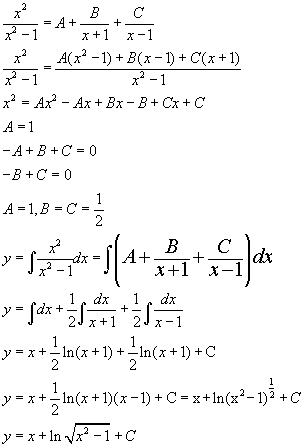 x²/(x²−1) = A + B/(x+1) + C/(x−1)
x²/(x²−1) = (A(x²−1) + B(x−1) + C(x+1))/(x²−1)
x² = Ax² − Ax + Bx − B + Cx + C
A = 1
−A + B + C = 0
−B + C = 0
A = 1, B = C = 1/2
y = ∫ x²/(x²−1) dx = ∫ (A + B/(x+1) + C/(x−1)) dx
y = ∫ dx + 1/2 ∫ dx/(x+1) + 1/2 ∫ dx/(x−1)
y = x + 1/2 ln(x+1) + 1/2 ln(x+1) + C
y = x + 1/2 ln(x+1)(x−1) + C = x + ln(x²−1)^(1/2) + C
y = x + ln √(x²−1) + C